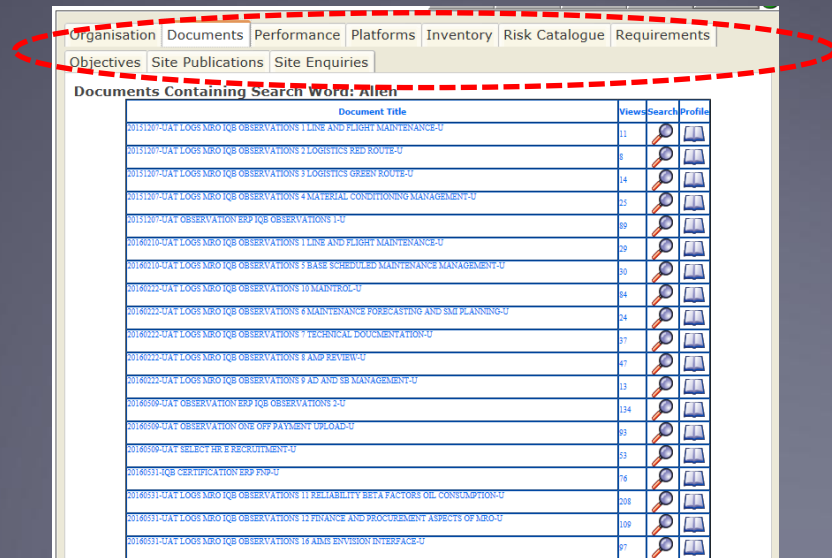 Organisation Documents Performance Platforms Inventory Risk Catalogue Requirements
Objectives Site Publications Site Enquiries
Documents Containing Search Word: Allen
Document Title Views Search Profile
20151207-UAT LOGS MRO IQB OBSERVATIONS 1 LINE AND FLIGHT MAINTENANCE-U 11
20151207-UAT LOGS MRO IQB OBSERVATIONS 2 LOGISTICS RED ROUTE-U 8
20151207-UAT LOGS MRO IQB OBSERVATIONS 3 LOGISTICS GREEN ROUTE-U 14
20151207-UAT LOGS MRO IQB OBSERVATIONS 4 MATERIAL CONDITIONING MANAGEMENT-U 25
20151207-UAT OBSERVATION ERP IQB OBSERVATIONS 1-U 89
20160210-UAT LOGS MRO IQB OBSERVATIONS 1 LINE AND FLIGHT MAINTENANCE-U 29
20160210-UAT LOGS MRO IQB OBSERVATIONS 5 BASE SCHEDULED MAINTENANCE MANAGEMENT-U 30
20160222-UAT LOGS MRO IQB OBSERVATIONS 10 MAINTROL-U 84
20160222-UAT LOGS MRO IQB OBSERVATIONS 6 MAINTENANCE FORECASTING AND SMI PLANNING-U 24
20160222-UAT LOGS MRO IQB OBSERVATIONS 7 TECHNICAL DOUCMENTATION-U 37
20160222-UAT LOGS MRO IQB OBSERVATIONS 8 AMP REVIEW-U 47
20160222-UAT LOGS MRO IQB OBSERVATIONS 9 AD AND SB MANAGEMENT-U 13
20160509-UAT OBSERVATION ERP IQB OBSERVATIONS 2-U 134
20160509-UAT OBSERVATION ONE OFF PAYMENT UPLOAD-U 93
20160509-UAT SELECT HR E RECRUITMENT-U 53
20160531-IQB CERTIFICATION ERP FNP-U 76
20160531-UAT LOGS MRO IQB OBSERVATIONS 11 RELIABILITY BETA FACTORS OIL CONSUMPTION-U 208
20160531-UAT LOGS MRO IQB OBSERVATIONS 12 FINANCE AND PROCUREMENT ASPECTS OF MRO-U 109
20160531-UAT LOGS MRO IQB OBSERVATIONS 16 AIMS ENVISION INTERFACE-U 97